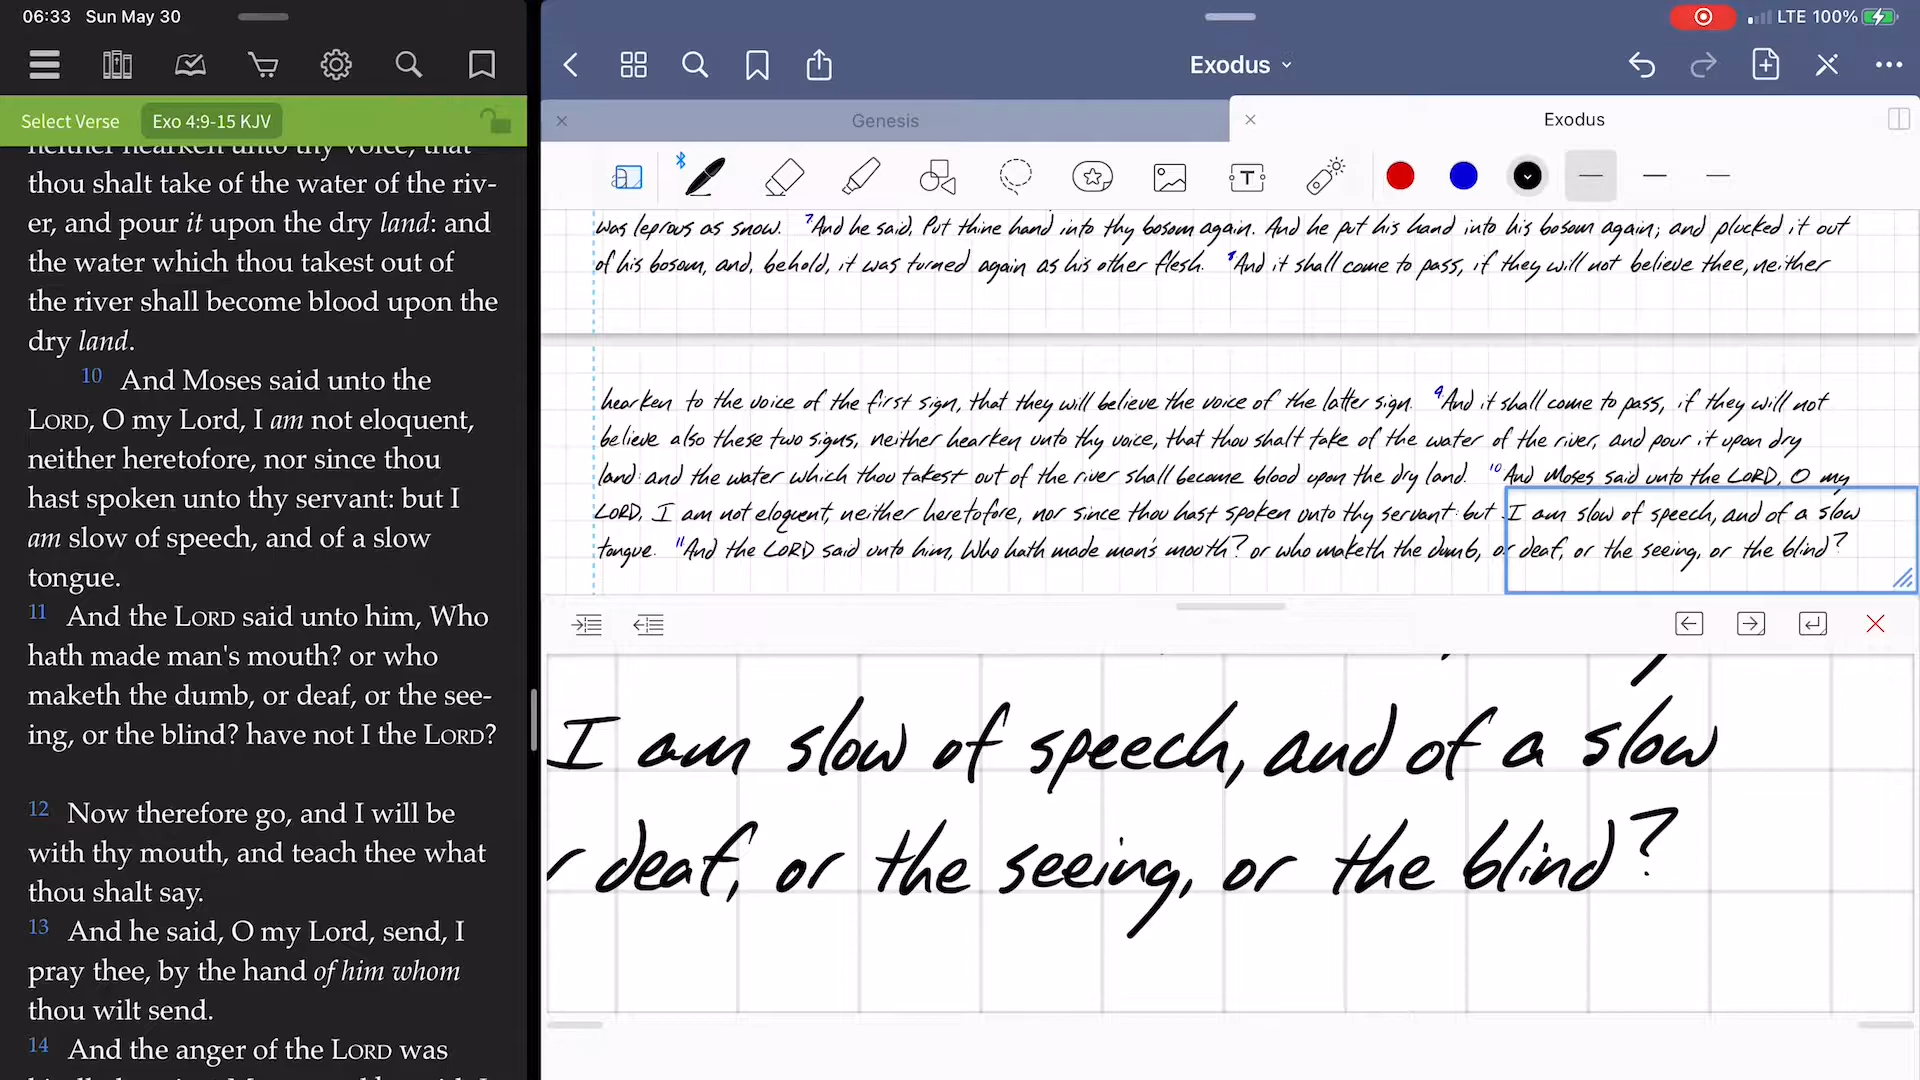 06:33 Sun May 30
LTE 100%
Exodus
Select Verse Exo 4:9-15 KJV
Genesis
Exodus
neither hearken unto thy voice, that
thou shalt take of the water of the riv-
er, and pour it upon the dry land: and
the water which thou takest out of
the river shall become blood upon the
dry land.
10 And Moses said unto the
LORD, O my Lord, I am not eloquent,
neither heretofore, nor since thou
hast spoken unto thy servant: but I
am slow of speech, and of a slow
tongue.
11 And the LORD said unto him, Who
hath made man's mouth? or who
maketh the dumb, or deaf, or the see-
ing, or the blind? have not I the LORD?
12 Now therefore go, and I will be
with thy mouth, and teach thee what
thou shalt say.
13 And he said, O my Lord, send, I
pray thee, by the hand of him whom
thou wilt send.
14 And the anger of the LORD was
was leprous as snow. 7 And he said, Put thine hand into thy bosom again. And he put his hand into his bosom again; and plucked it out
of his bosom, and, behold, it was turned again as his other flesh. 8 And it shall come to pass, if they will not believe thee, neither
hearken to the voice of the first sign, that they will believe the voice of the latter sign. 9 And it shall come to pass, if they will not
believe also these two signs, neither hearken unto thy voice, that thou shalt take of the water of the river, and pour it upon dry
land: and the water which thou takest out of the river shall become blood upon the dry land. 10 And Moses said unto the LORD, O my
LORD, I am not eloquent, neither heretofore, nor since thou hast spoken unto thy servant: but I am slow of speech, and of a slow
tongue. 11 And the LORD said unto him, Who hath made man's mouth? or who maketh the dumb, or deaf, or the seeing, or the blind?
I am slow of speech, and of a slow
r deaf, or the seeing, or the blind?